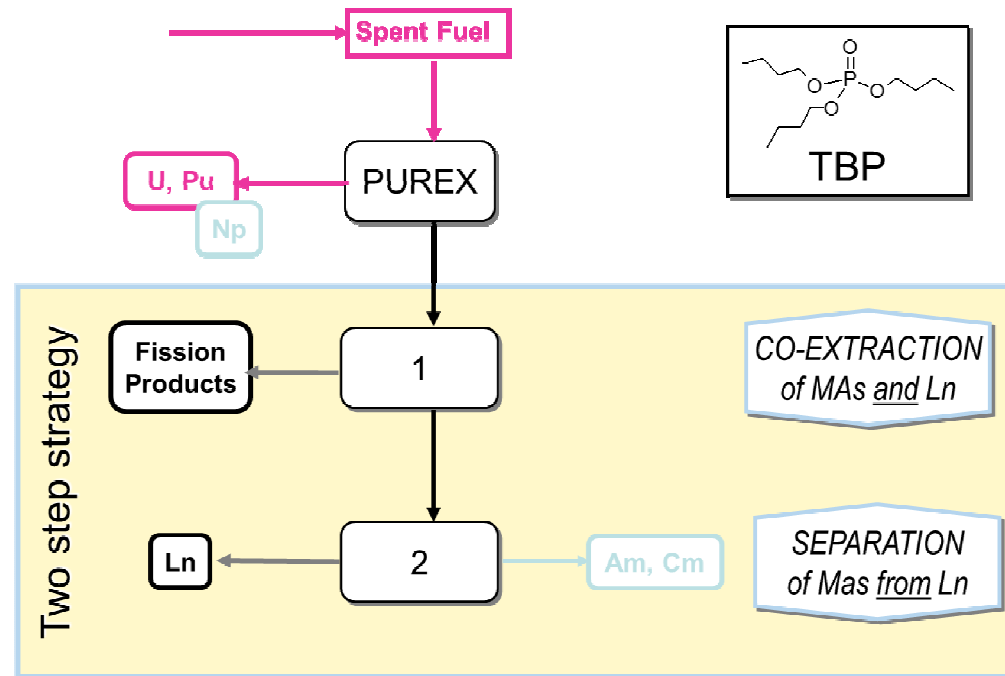 Spent Fuel
O
O
P
O
O
TBP
PUREX
U, Pu
Np
Two step strategy
Fission
Products
1
CO-EXTRACTION
of MAs and Ln
Ln
2
Am, Cm
SEPARATION
of Mas from Ln